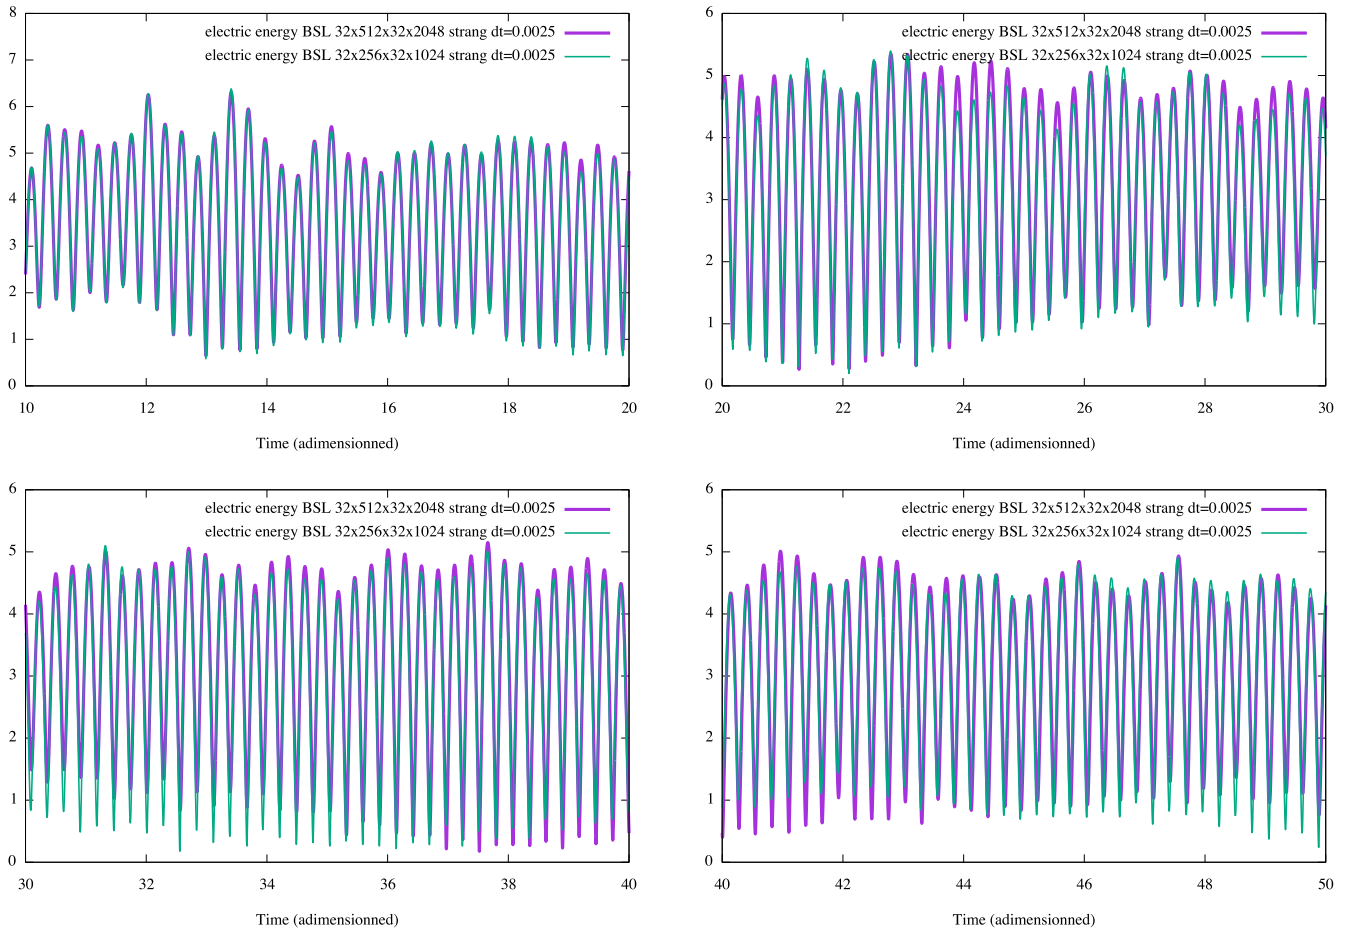 8
7
6
5
4
3
2
1
0
electric energy BSL 32x512x32x2048 strang dt=0.0025
electric energy BSL 32x256x32x1024 strang dt=0.0025
10 12 14 16 18 20
Time (adimensionned)
6
5
4
3
2
1
0
electric energy BSL 32x512x32x2048 strang dt=0.0025
electric energy BSL 32x256x32x1024 strang dt=0.0025
20 22 24 26 28 30
Time (adimensionned)
6
5
4
3
2
1
0
electric energy BSL 32x512x32x2048 strang dt=0.0025
electric energy BSL 32x256x32x1024 strang dt=0.0025
30 32 34 36 38 40
Time (adimensionned)
6
5
4
3
2
1
0
electric energy BSL 32x512x32x2048 strang dt=0.0025
electric energy BSL 32x256x32x1024 strang dt=0.0025
40 42 44 46 48 50
Time (adimensionned)